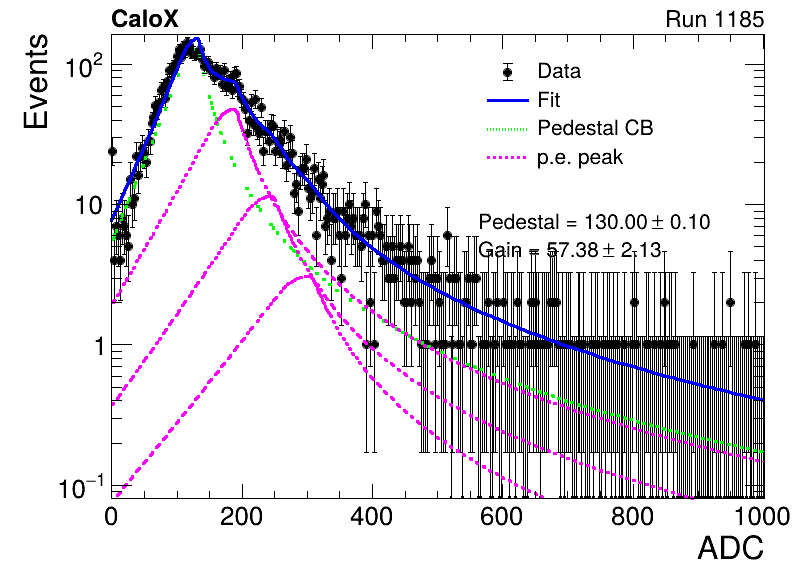 CaloX Run 1185
Events
10²
10
1
10⁻¹
Data
Fit
Pedestal CB
p.e. peak
Pedestal = 130.00 ± 0.10
Gain = 57.38 ± 2.13
0 200 400 600 800 1000
ADC